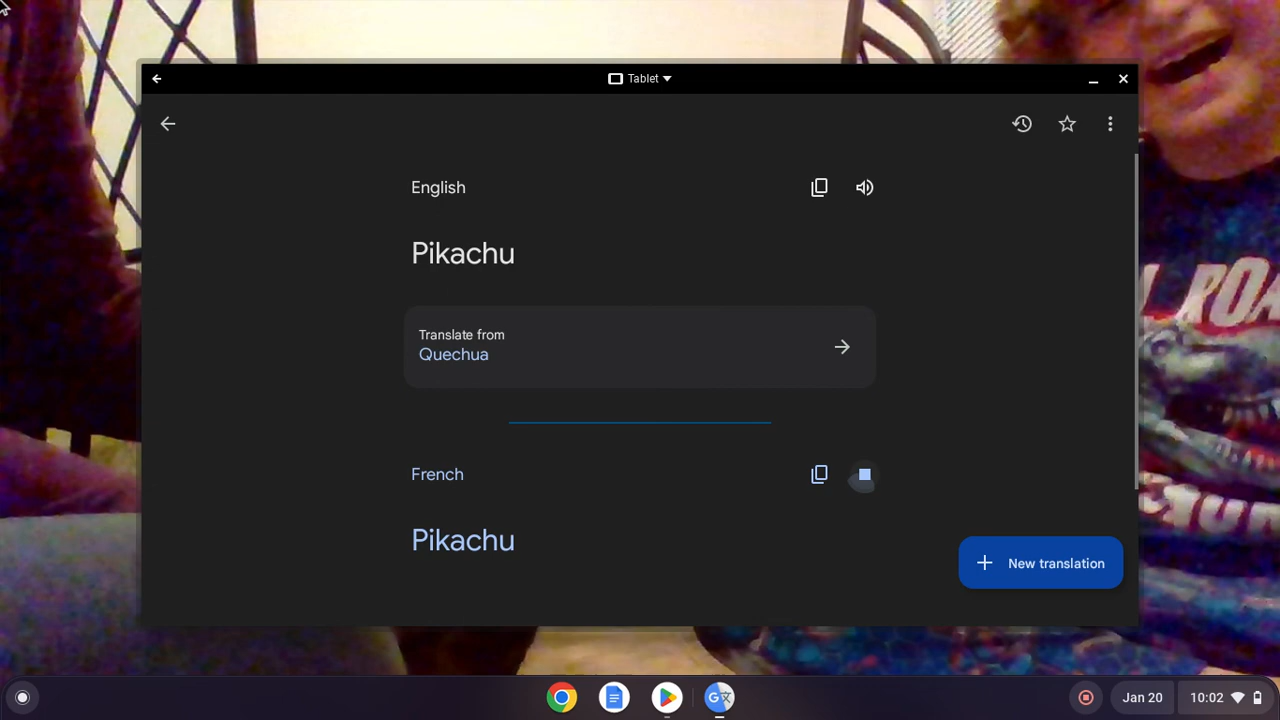 Tablet
English
Pikachu
Translate from
Quechua
French
Pikachu
New translation
Jan 20
10:02